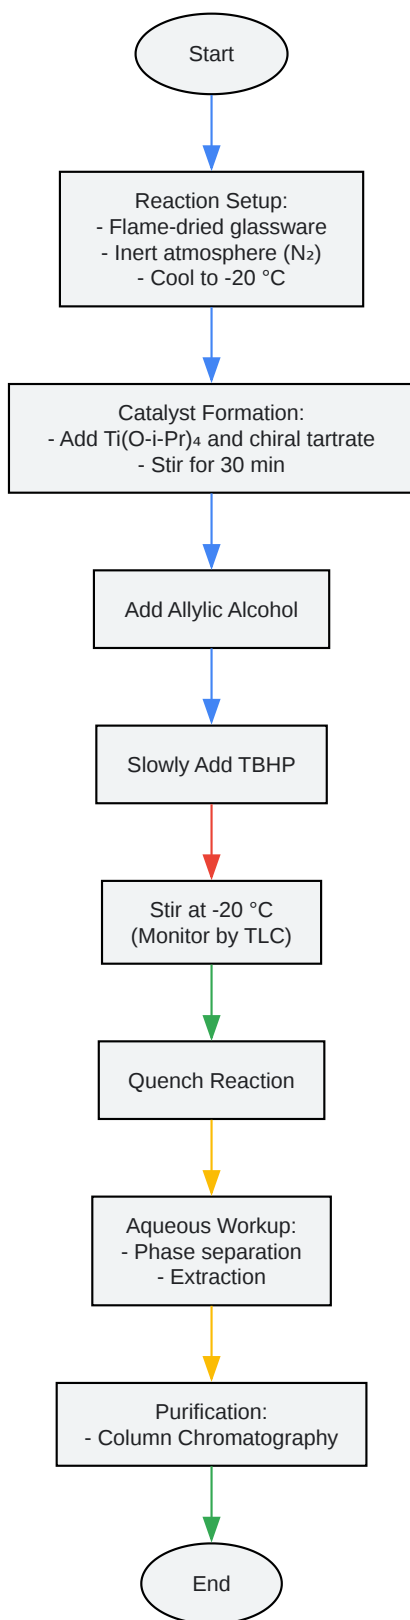 Start
Reaction Setup:
- Flame-dried glassware
- Inert atmosphere (N₂)
- Cool to -20 °C
Catalyst Formation:
- Add Ti(O-i-Pr)₄ and chiral tartrate
- Stir for 30 min
Add Allylic Alcohol
Slowly Add TBHP
Stir at -20 °C
(Monitor by TLC)
Quench Reaction
Aqueous Workup:
- Phase separation
- Extraction
Purification:
- Column Chromatography
End